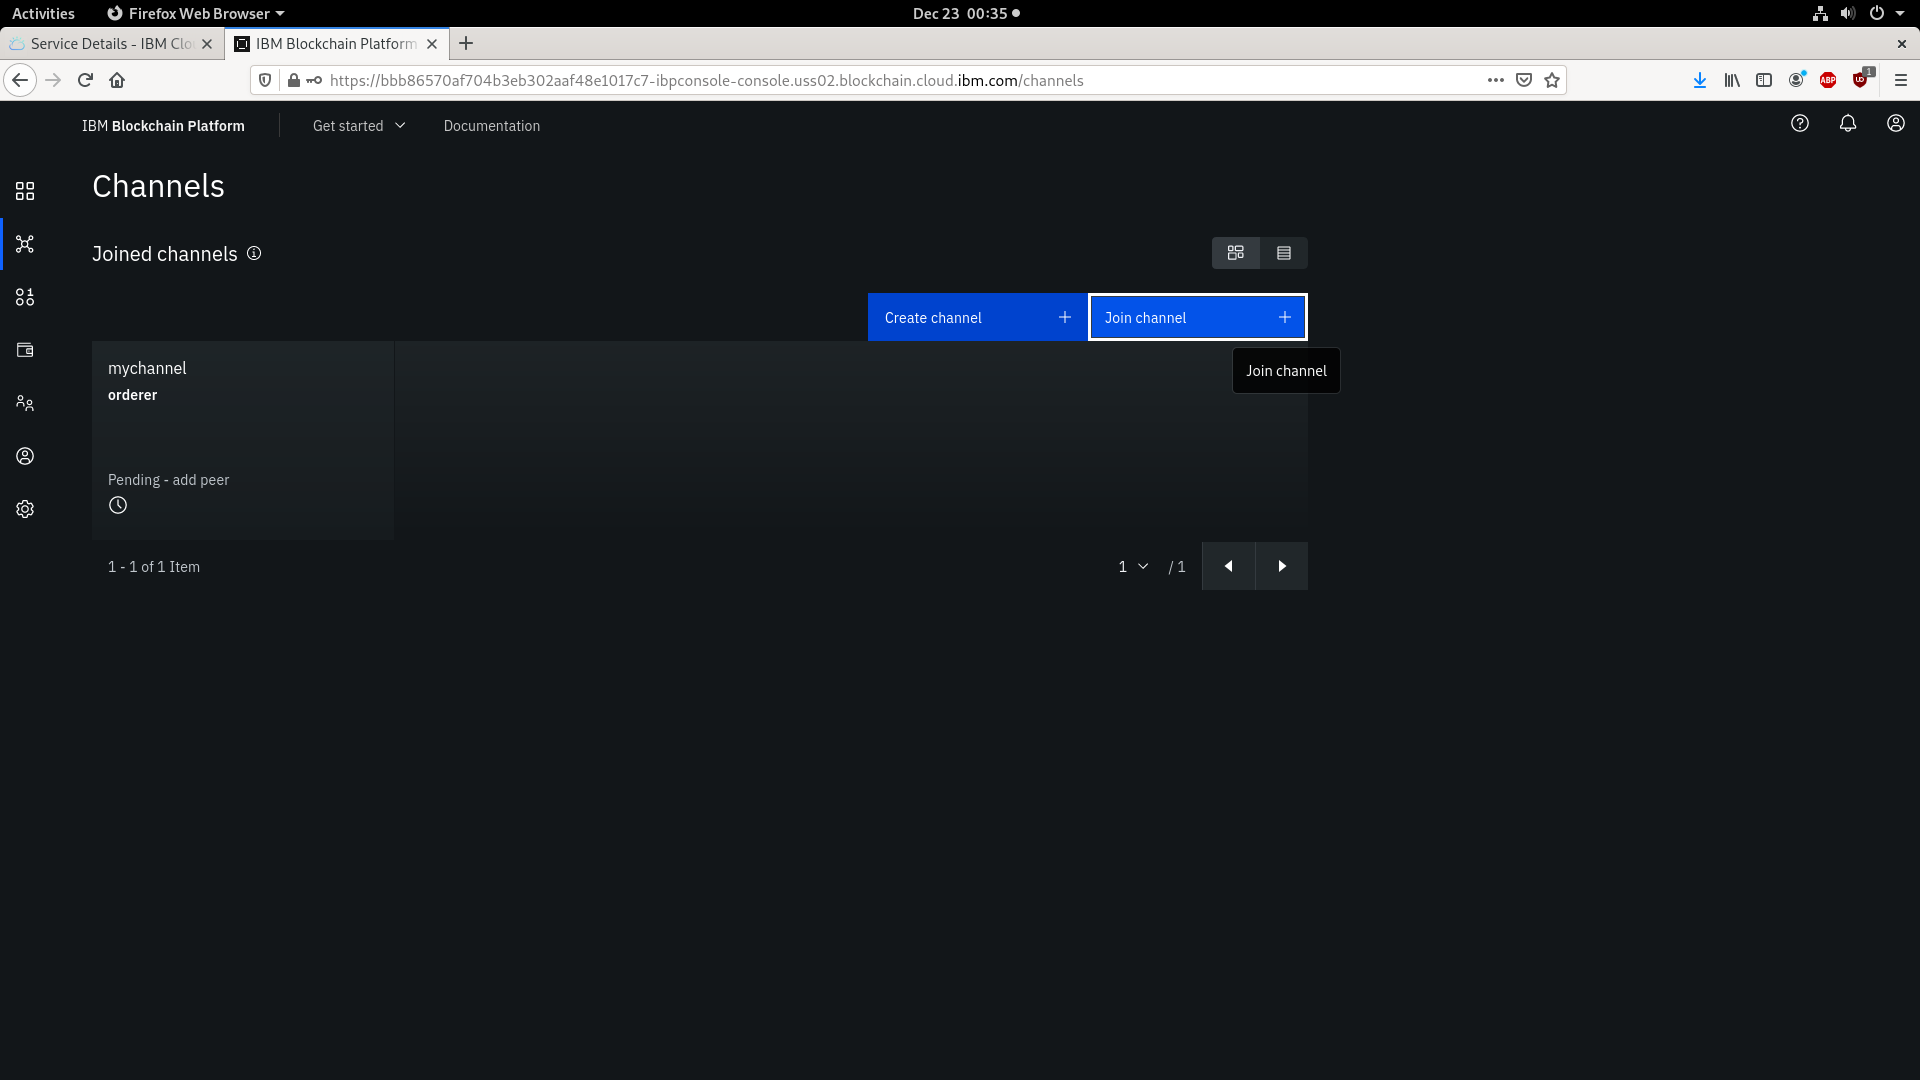 Activities
Firefox Web Browser
Dec 23 00:35
Service Details - IBM Clo
IBM Blockchain Platform
https://bbb86570af704b3eb302aaf48e1017c7-ibpconsole-console.uss02.blockchain.cloud.ibm.com/channels
ABP
1
IBM Blockchain Platform
Get started
Documentation
Channels
Joined channels
Create channel
Join channel
mychannel
orderer
Join channel
Pending - add peer
1 - 1 of 1 Item
1
/ 1